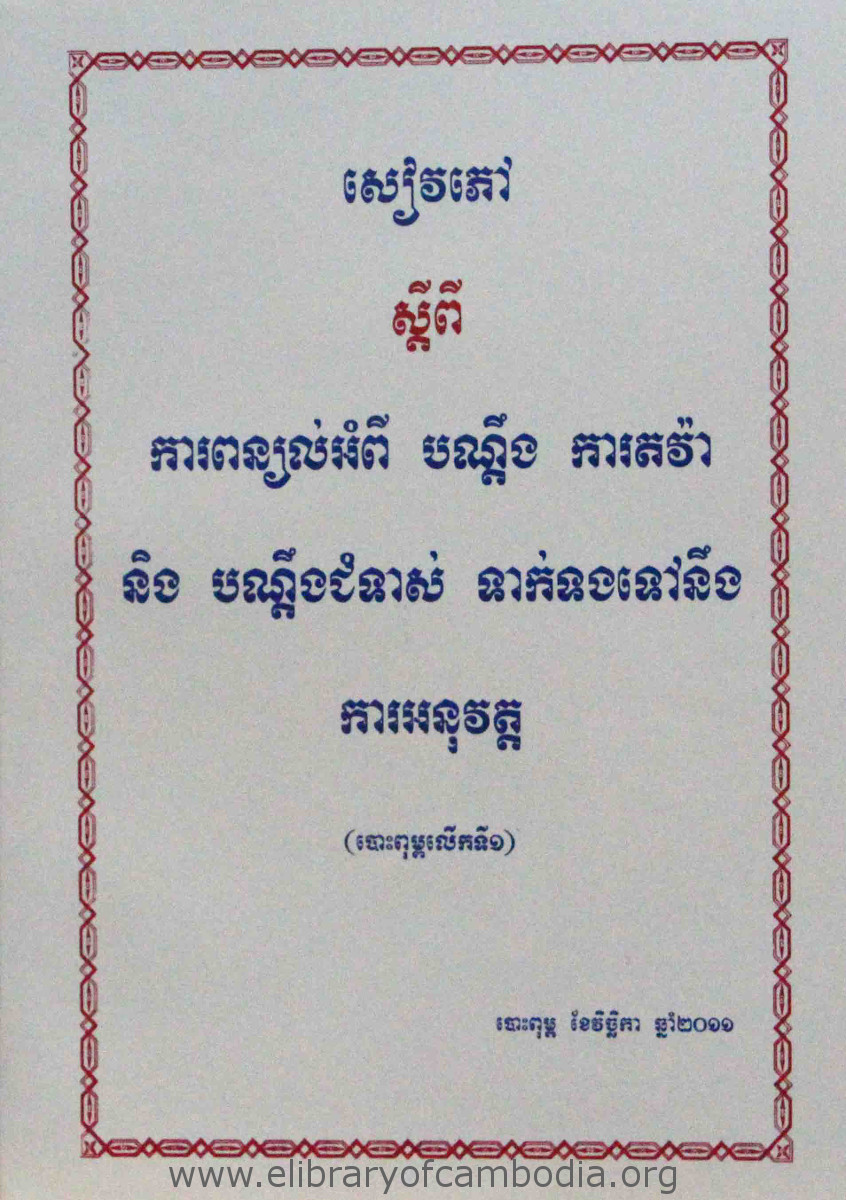 សៀវភៅ
ស្តីពី
ការពន្យល់អំពី បណ្តឹង ការតវ៉ា
និង បណ្តឹងជំទាស់ ទាក់ទងទៅនឹង
ការអនុវត្ត
(បោះពុម្ពលើកទី១)
បោះពុម្ព ខែវិច្ឆិកា ឆ្នាំ២០១១
www.elibraryofcambodia.org